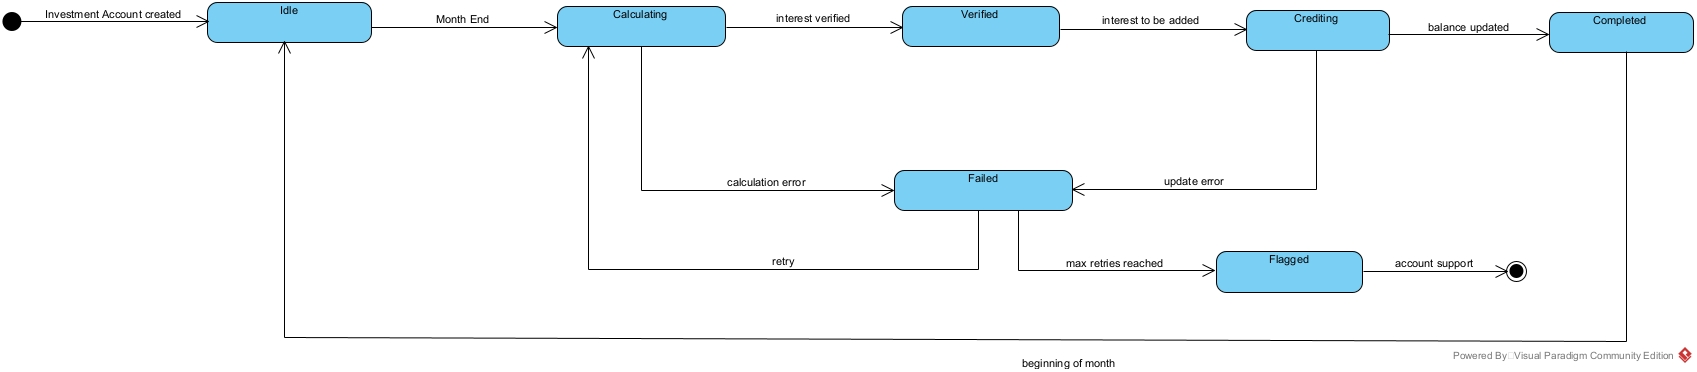 Investment Account created
Idle
Month End
Calculating
interest verified
Verified
interest to be added
Crediting
balance updated
Completed
calculation error
Failed
update error
retry
max retries reached
Flagged
account support
beginning of month
Powered By Visual Paradigm Community Edition